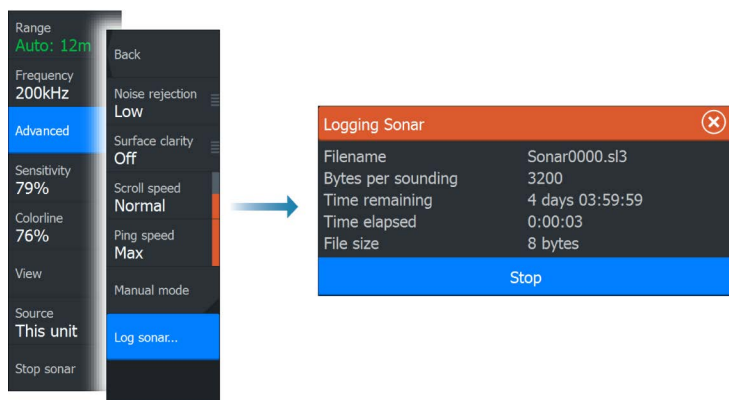 Range
Auto: 12m
Frequency
200kHz
Advanced
Sensitivity
79%
Colorline
76%
View
Source
This unit
Stop sonar
Back
Noise rejection
Low
Surface clarity
Off
Scroll speed
Normal
Ping speed
Max
Manual mode
Log sonar...
Logging Sonar
Filename Sonar0000.sl3
Bytes per sounding 3200
Time remaining 4 days 03:59:59
Time elapsed 0:00:03
File size 8 bytes
Stop